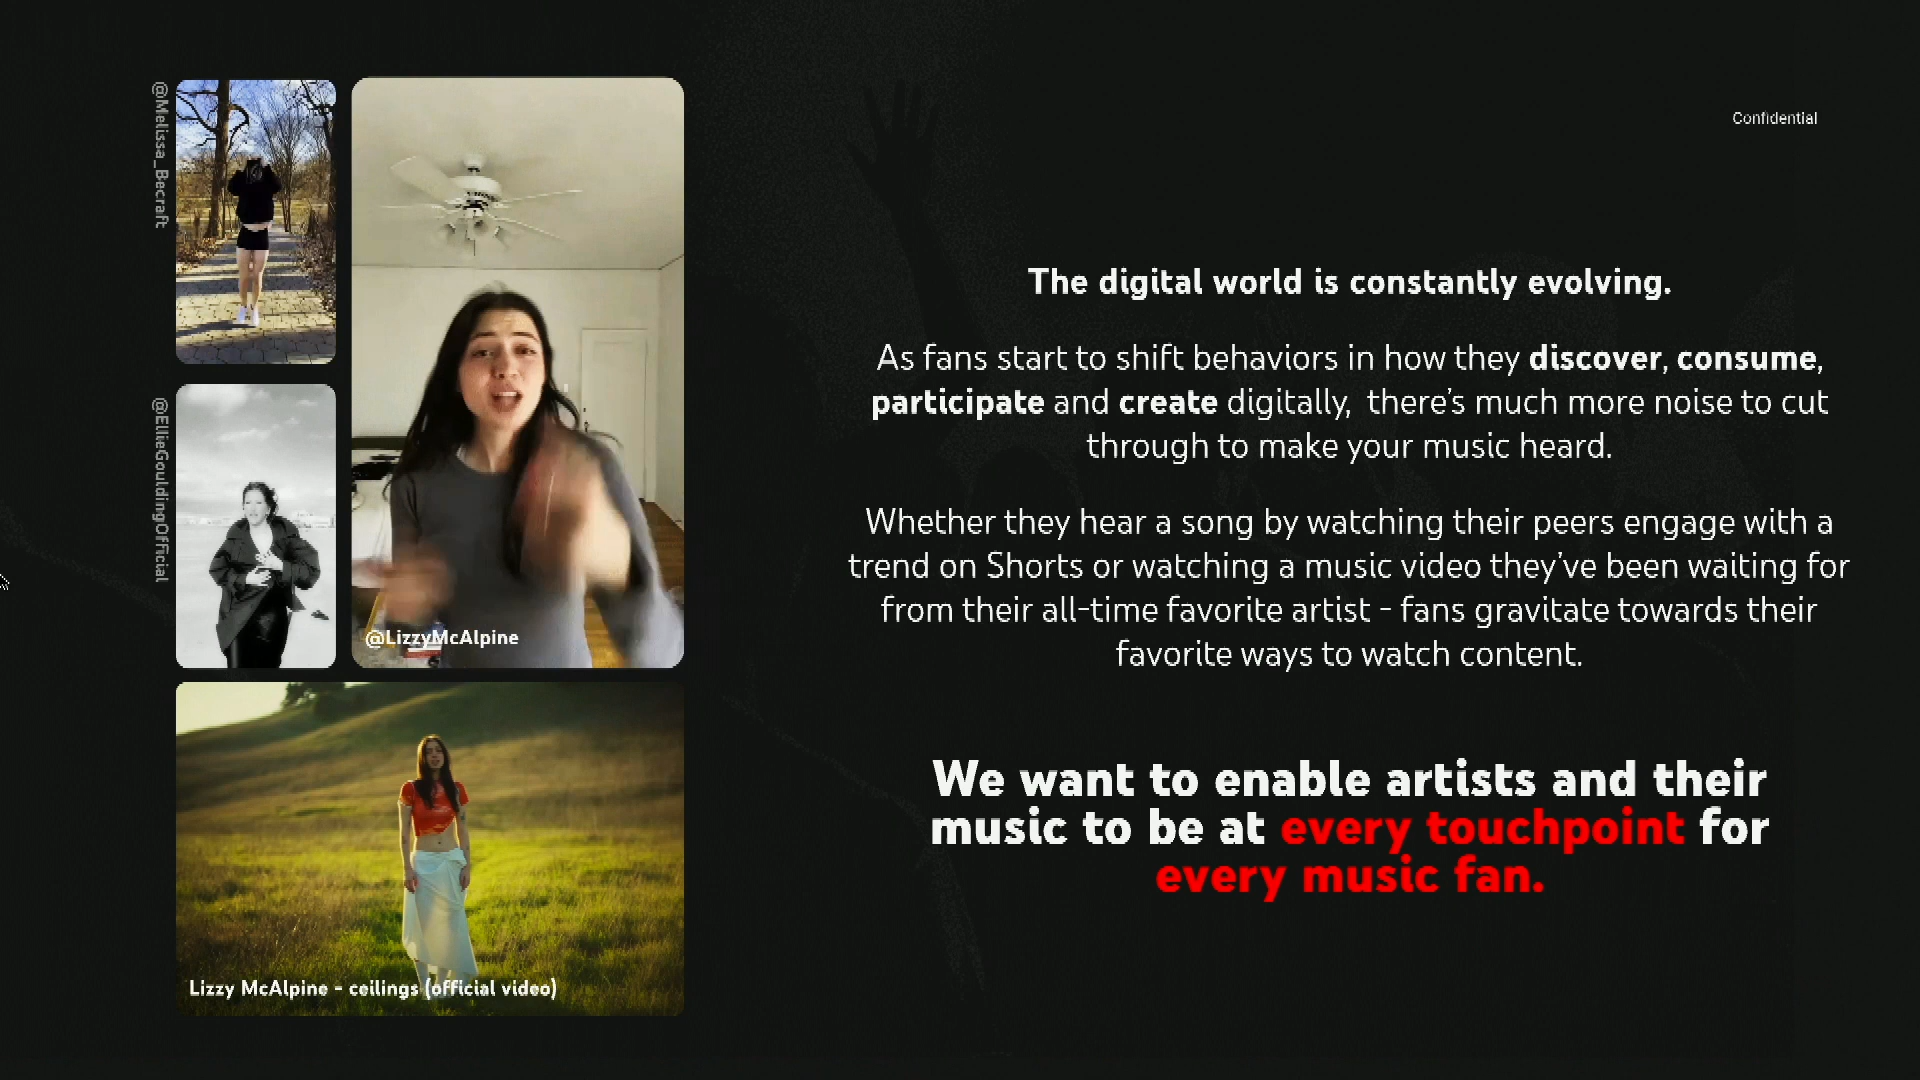 @Melissa_Becraft
@EllieGouldingOfficial
@LizzyMcAlpine
Lizzy McAlpine - ceilings (official video)
Confidential
The digital world is constantly evolving.
As fans start to shift behaviors in how they discover, consume,
participate and create digitally,  there's much more noise to cut
through to make your music heard.
Whether they hear a song by watching their peers engage with a
trend on Shorts or watching a music video they've been waiting for
from their all-time favorite artist - fans gravitate towards their
favorite ways to watch content.
We want to enable artists and their
music to be at every touchpoint for
every music fan.